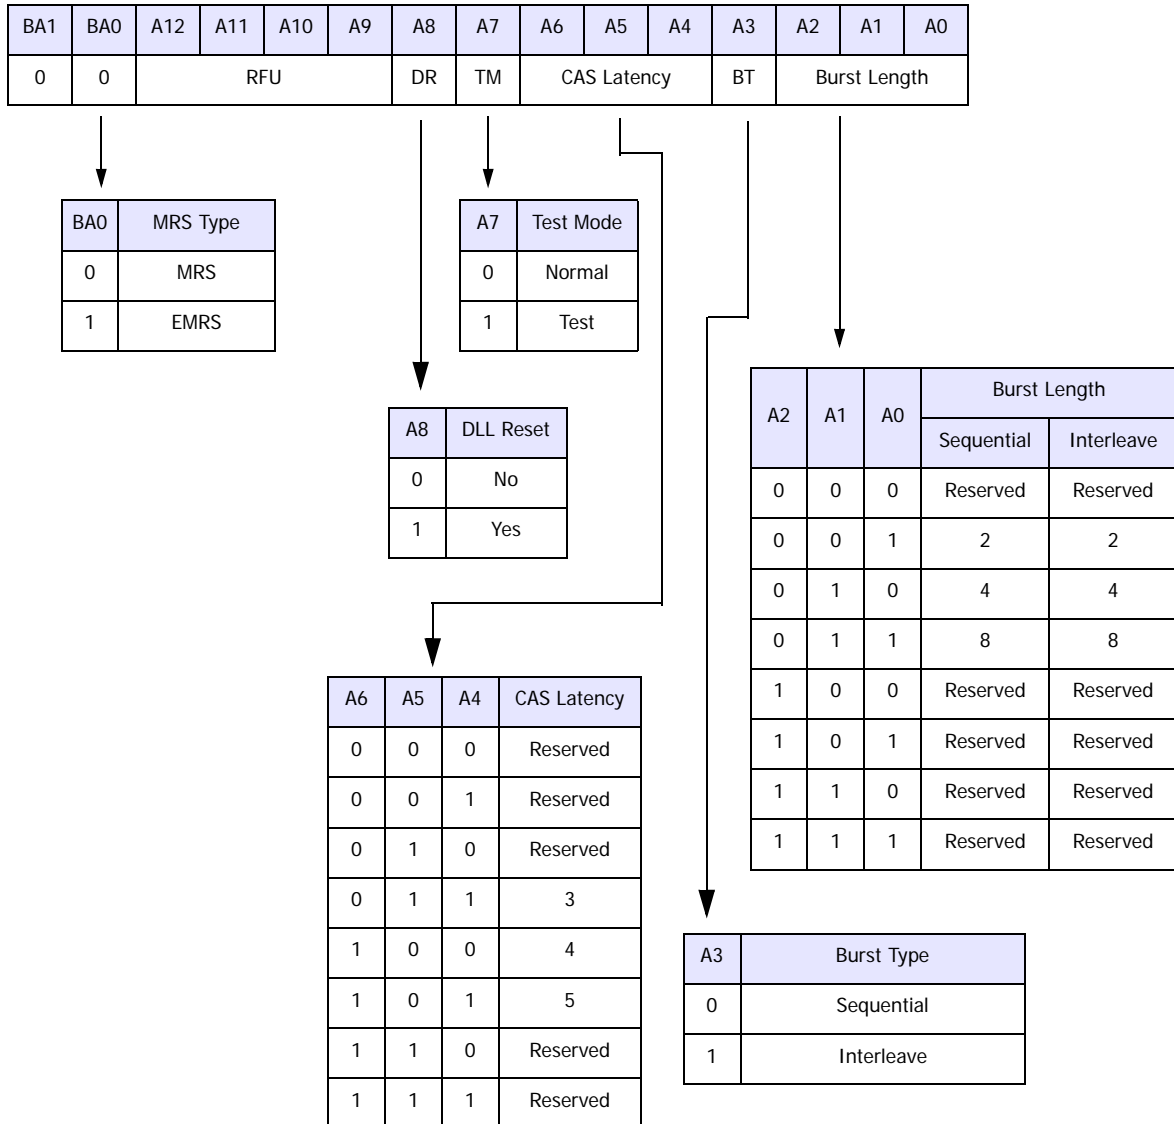 BA1 BA0 A12 A11 A10 A9 A8 A7 A6 A5 A4 A3 A2 A1 A0
0 0 RFU DR TM CAS Latency BT Burst Length
BA0 MRS Type
0 MRS
1 EMRS
A7 Test Mode
0 Normal
1 Test
A8 DLL Reset
0 No
1 Yes
A2 A1 A0 Burst Length
Sequential Interleave
0 0 0 Reserved Reserved
0 0 1 2 2
0 1 0 4 4
0 1 1 8 8
1 0 0 Reserved Reserved
1 0 1 Reserved Reserved
1 1 0 Reserved Reserved
1 1 1 Reserved Reserved
A6 A5 A4 CAS Latency
0 0 0 Reserved
0 0 1 Reserved
0 1 0 Reserved
0 1 1 3
1 0 0 4
1 0 1 5
1 1 0 Reserved
1 1 1 Reserved
A3 Burst Type
0 Sequential
1 Interleave